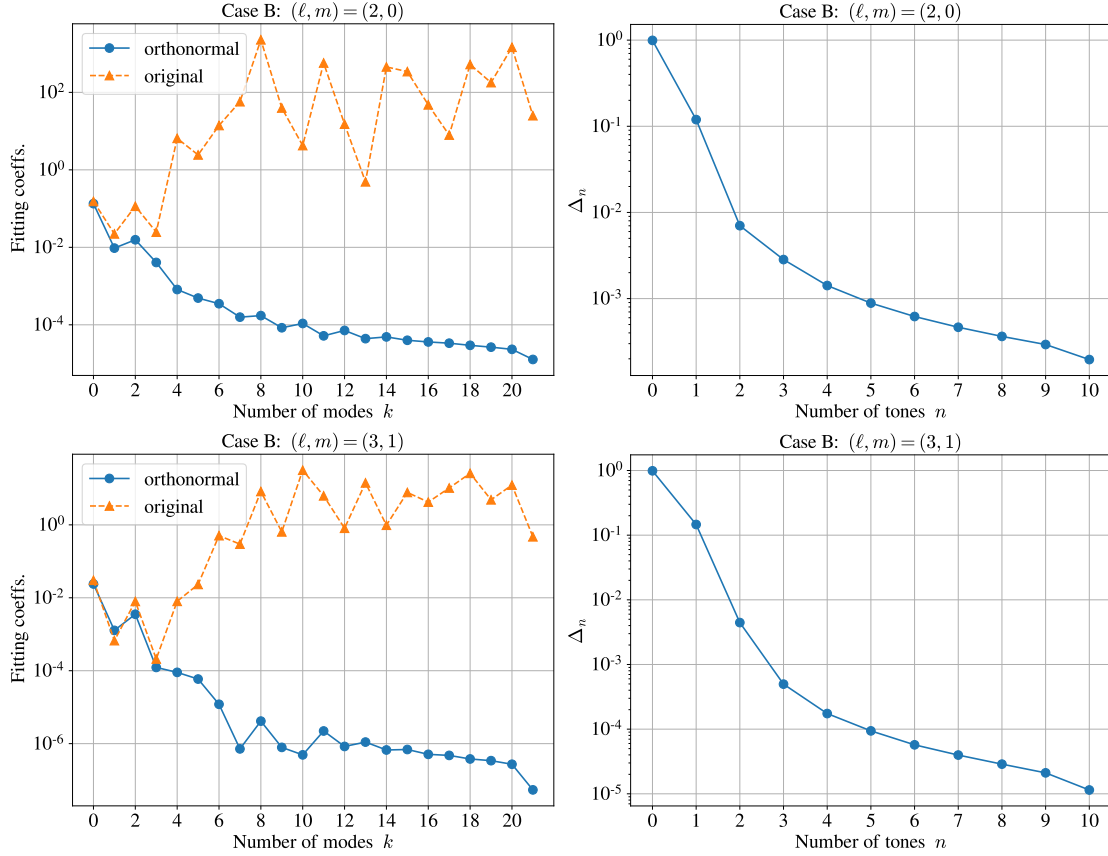 Case B: (ℓ, m) = (2, 0)
orthonormal
original
10^2
10^0
10^-2
10^-4
Fitting coeffs.
0 2 4 6 8 10 12 14 16 18 20
Number of modes k
Case B: (ℓ, m) = (2, 0)
10^0
10^-1
10^-2
10^-3
Δ_n
0 1 2 3 4 5 6 7 8 9 10
Number of tones n
Case B: (ℓ, m) = (3, 1)
orthonormal
original
10^0
10^-2
10^-4
10^-6
Fitting coeffs.
0 2 4 6 8 10 12 14 16 18 20
Number of modes k
Case B: (ℓ, m) = (3, 1)
10^0
10^-1
10^-2
10^-3
10^-4
10^-5
Δ_n
0 1 2 3 4 5 6 7 8 9 10
Number of tones n